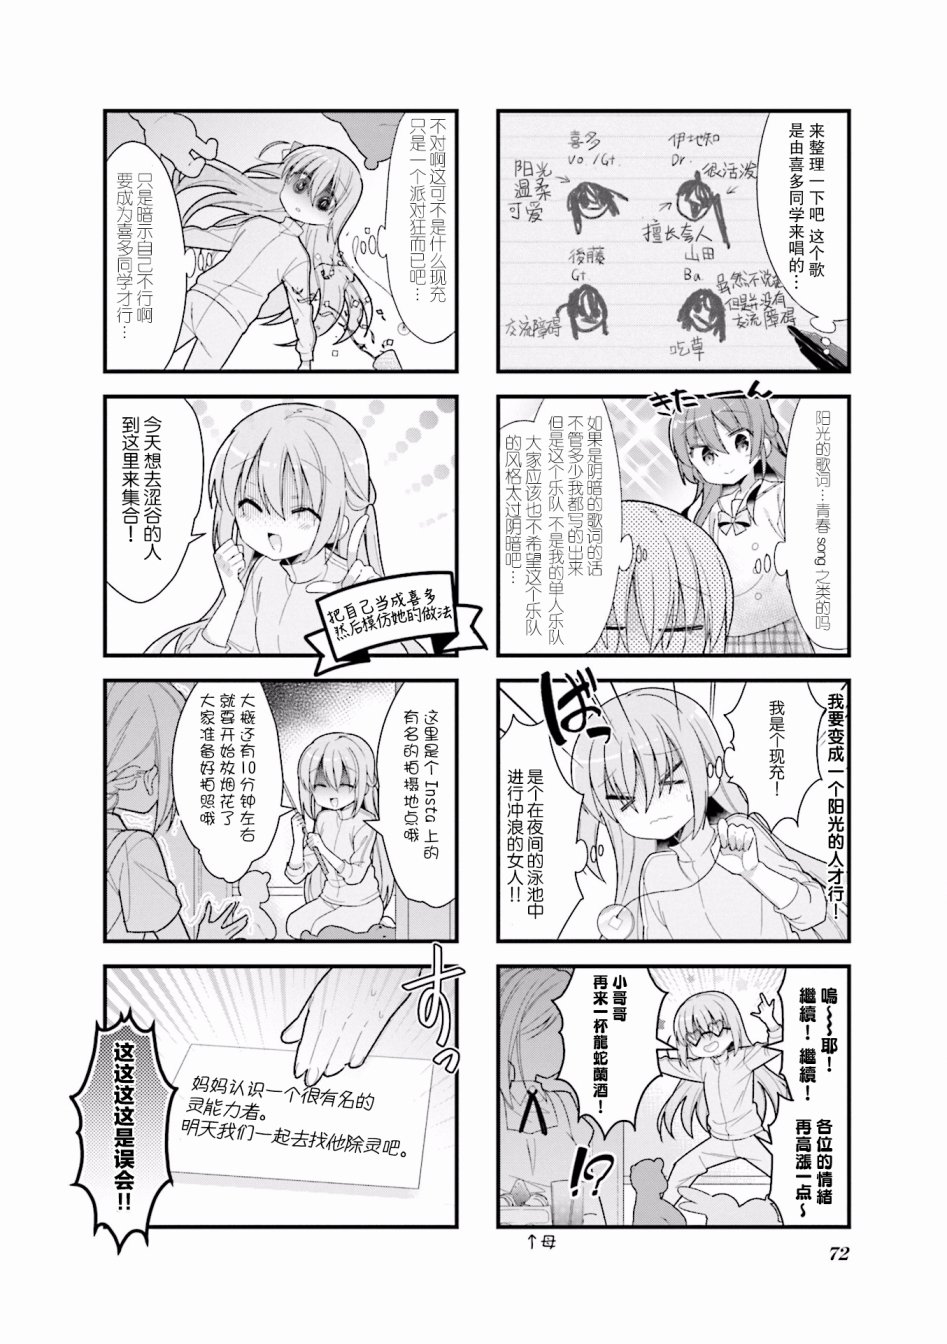 来整理一下吧 这个歌
是由喜多同学来唱的…
喜多
Vo./Gt.
阳光
温柔
可爱
伊地知
Dr.
很活泼
擅长夸人
後藤
Gt.
交流障碍
山田
Ba.
虽然不说话
但是并没有
交流障碍
吃草
阳光的歌词…青春 song 之类的吗
きたーーん
如果是阴暗的歌词的话
不管多少我都写的出来
但是这个乐队 不是我的单人乐队
大家应该也不希望这个乐队
的风格太过阴暗吧…
我要变成一个阳光的人才行！
我是个现充！
ばっ
是个在夜间的泳池中
进行冲浪的女人!!
嗚～～耶！
繼續！繼續！
各位的情緒
再高漲一点～
小哥哥
再来一杯龍蛇蘭酒！
!?
↑母
不对啊这可不是什么现充
只是一个派对狂而已吧…
只是暗示自己不行啊
要成为喜多同学才行…
今天想去涩谷的人
到这里来集合！
把自己当成喜多
然后模仿她的做法
这里是个 Insta 上的
有名的拍摄地点哦
大概还有10分钟左右
就要开始放烟花了
大家准备好拍照哦
すっ
妈妈认识一个很有名的
灵能力者。
明天我们一起去找他除灵吧。
这这这这是误会!!
72